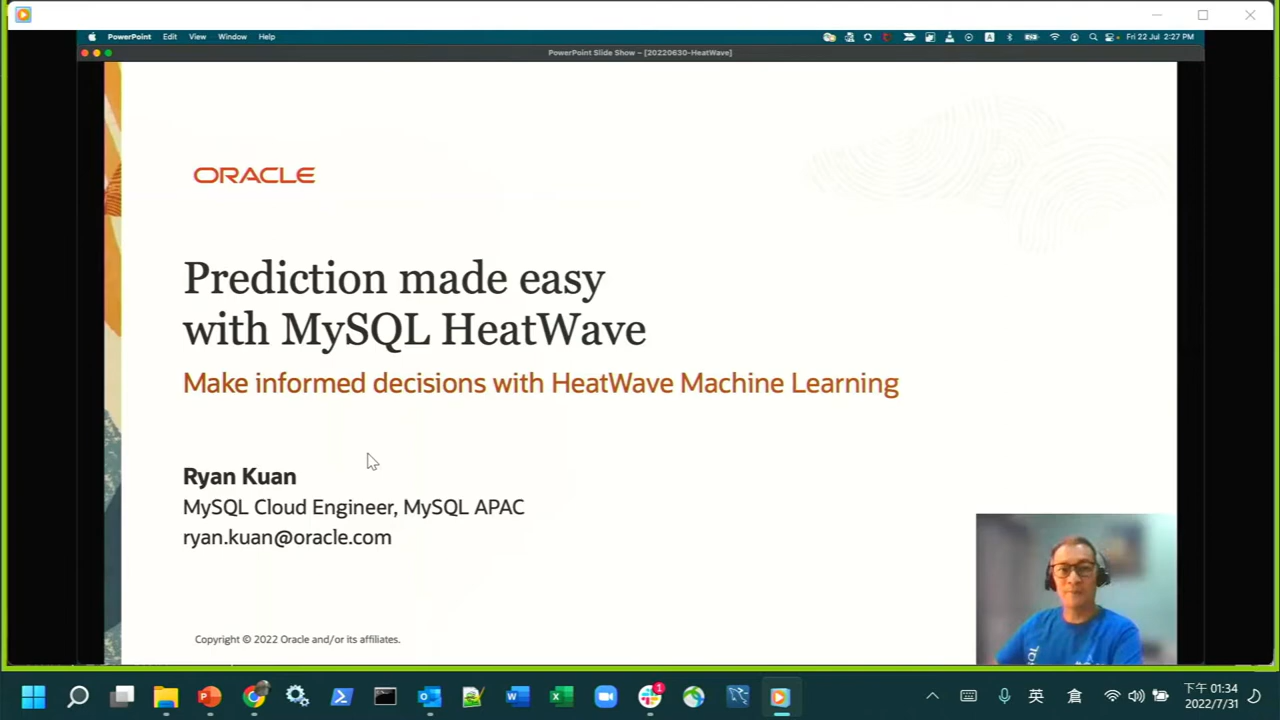 PowerPoint Edit View Window Help
Fri 22 Jul 2:27 PM
PowerPoint Slide Show – [20220630-HeatWave]
ORACLE
Prediction made easy
with MySQL HeatWave
Make informed decisions with HeatWave Machine Learning
Ryan Kuan
MySQL Cloud Engineer, MySQL APAC
ryan.kuan@oracle.com
Copyright © 2022 Oracle and/or its affiliates.
英
倉
下午 01:34
2022/7/31